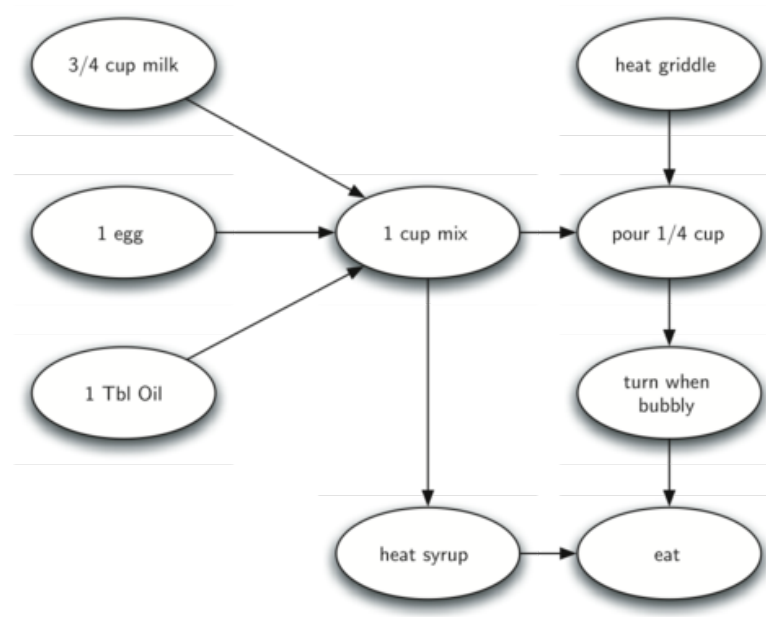 3/4 cup milk
heat griddle
1 egg
1 cup mix
pour 1/4 cup
1 Tbl Oil
turn when
bubbly
heat syrup
eat